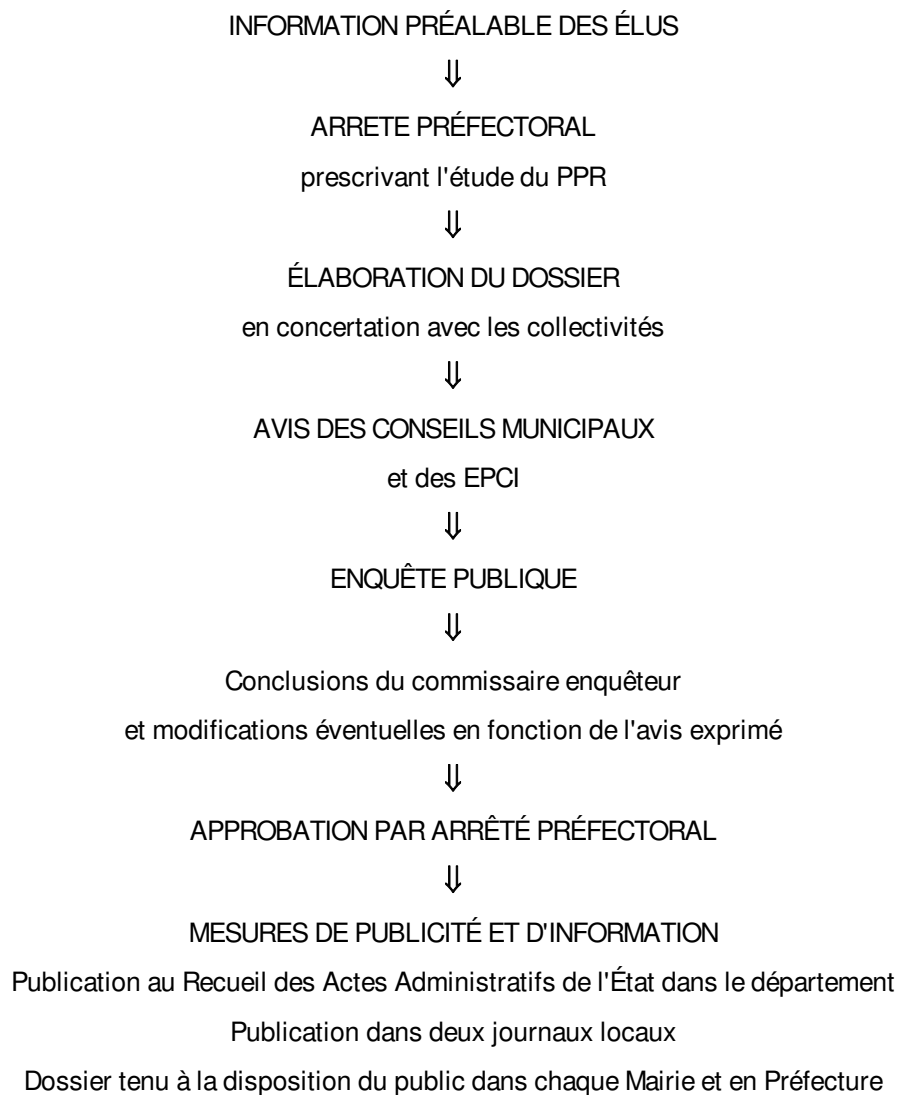 INFORMATION PRÉALABLE DES ÉLUS
⇓
ARRETE PRÉFECTORAL
prescrivant l'étude du PPR
⇓
ÉLABORATION DU DOSSIER
en concertation avec les collectivités
⇓
AVIS DES CONSEILS MUNICIPAUX
et des EPCI
⇓
ENQUÊTE PUBLIQUE
⇓
Conclusions du commissaire enquêteur
et modifications éventuelles en fonction de l'avis exprimé
⇓
APPROBATION PAR ARRÊTÉ PRÉFECTORAL
⇓
MESURES DE PUBLICITÉ ET D'INFORMATION
Publication au Recueil des Actes Administratifs de l'État dans le département
Publication dans deux journaux locaux
Dossier tenu à la disposition du public dans chaque Mairie et en Préfecture